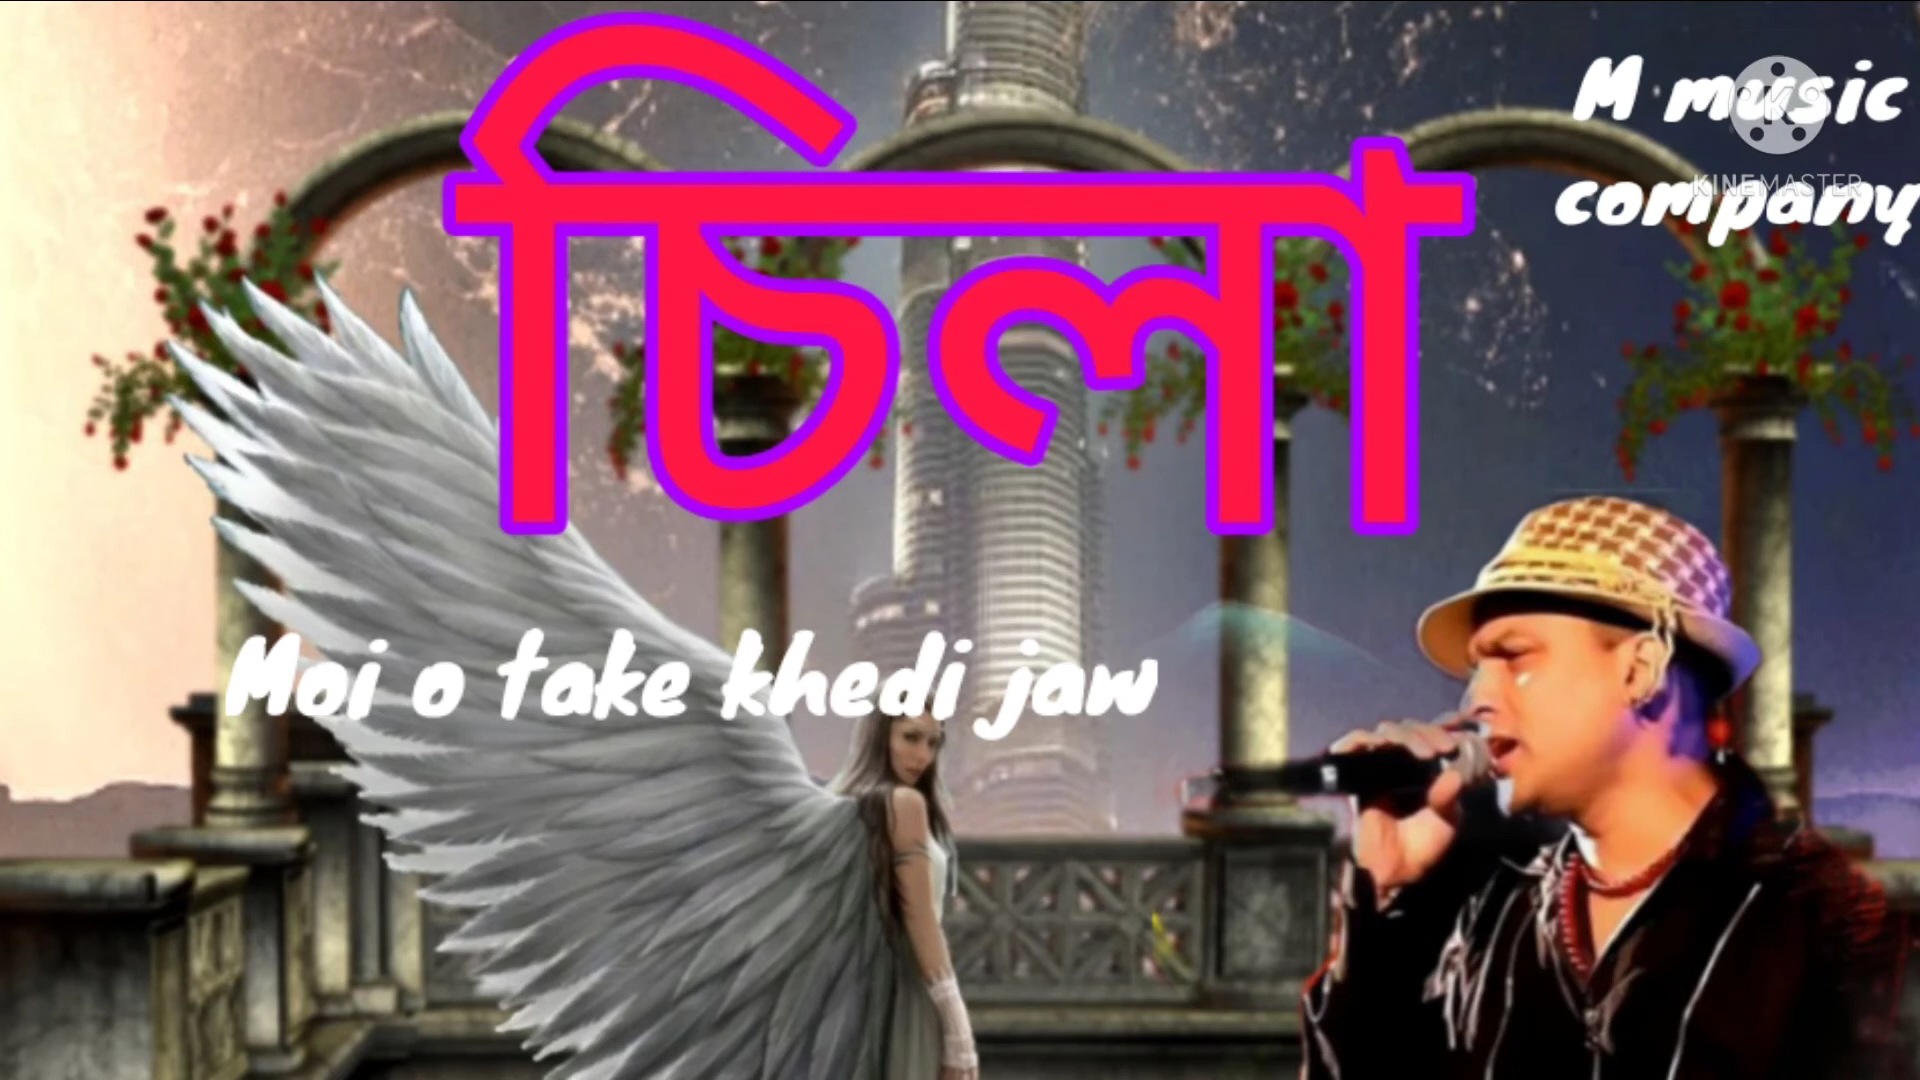 চিলা
M music
company
KINEMASTER
Moi o take khedi jaw